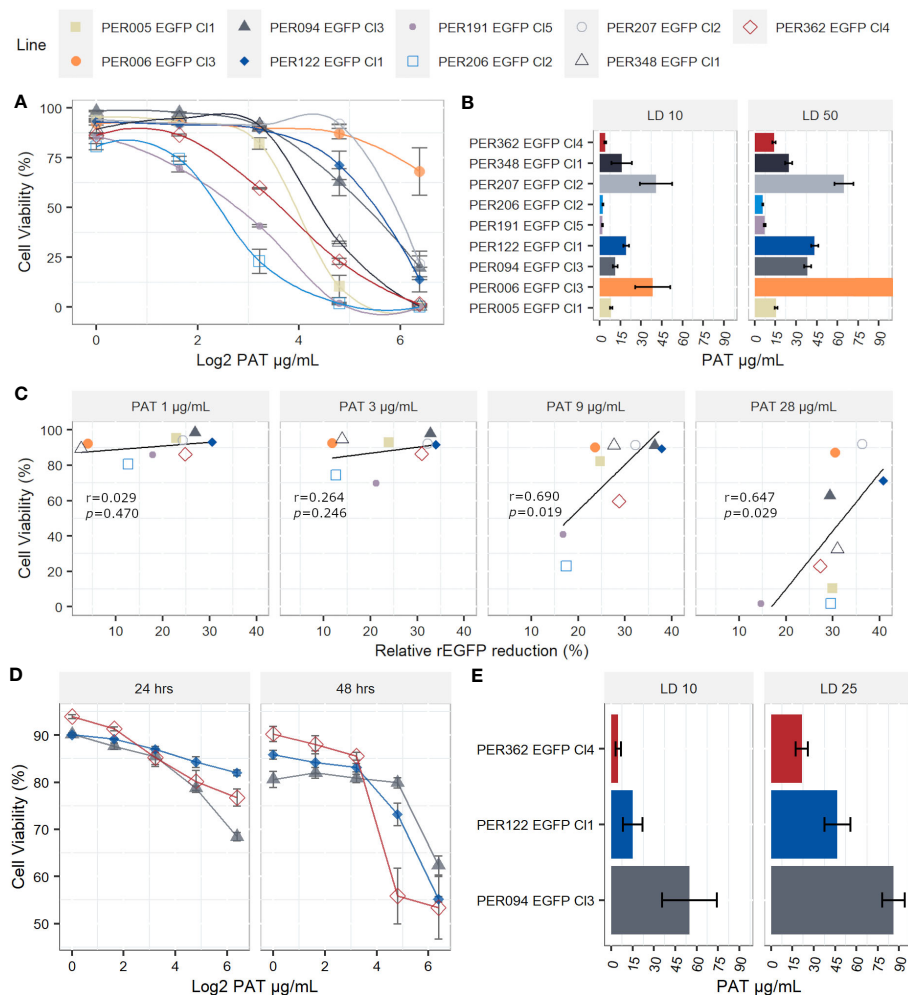 Line
PER005 EGFP Cl1
PER094 EGFP Cl3
PER191 EGFP Cl5
PER207 EGFP Cl2
PER362 EGFP Cl4
PER006 EGFP Cl3
PER122 EGFP Cl1
PER206 EGFP Cl2
PER348 EGFP Cl1
A
100
75
50
25
0
Cell Viability (%)
0
2
4
6
Log2 PAT µg/mL
B
LD 10
LD 50
PER362 EGFP Cl4
PER348 EGFP Cl1
PER207 EGFP Cl2
PER206 EGFP Cl2
PER191 EGFP Cl5
PER122 EGFP Cl1
PER094 EGFP Cl3
PER006 EGFP Cl3
PER005 EGFP Cl1
0
15
30
45
60
75
90
0
15
30
45
60
75
90
PAT µg/mL
C
PAT 1 µg/mL
PAT 3 µg/mL
PAT 9 µg/mL
PAT 28 µg/mL
100
80
60
40
20
0
Cell Viability (%)
r=0.029
p=0.470
r=0.264
p=0.246
r=0.690
p=0.019
r=0.647
p=0.029
10
20
30
40
10
20
30
40
10
20
30
40
10
20
30
40
Relative rEGFP reduction (%)
D
24 hrs
48 hrs
90
80
70
60
50
Cell Viability (%)
0
2
4
6
0
2
4
6
Log2 PAT µg/mL
E
LD 10
LD 25
PER362 EGFP Cl4
PER122 EGFP Cl1
PER094 EGFP Cl3
0
15
30
45
60
75
90
0
15
30
45
60
75
90
PAT µg/mL